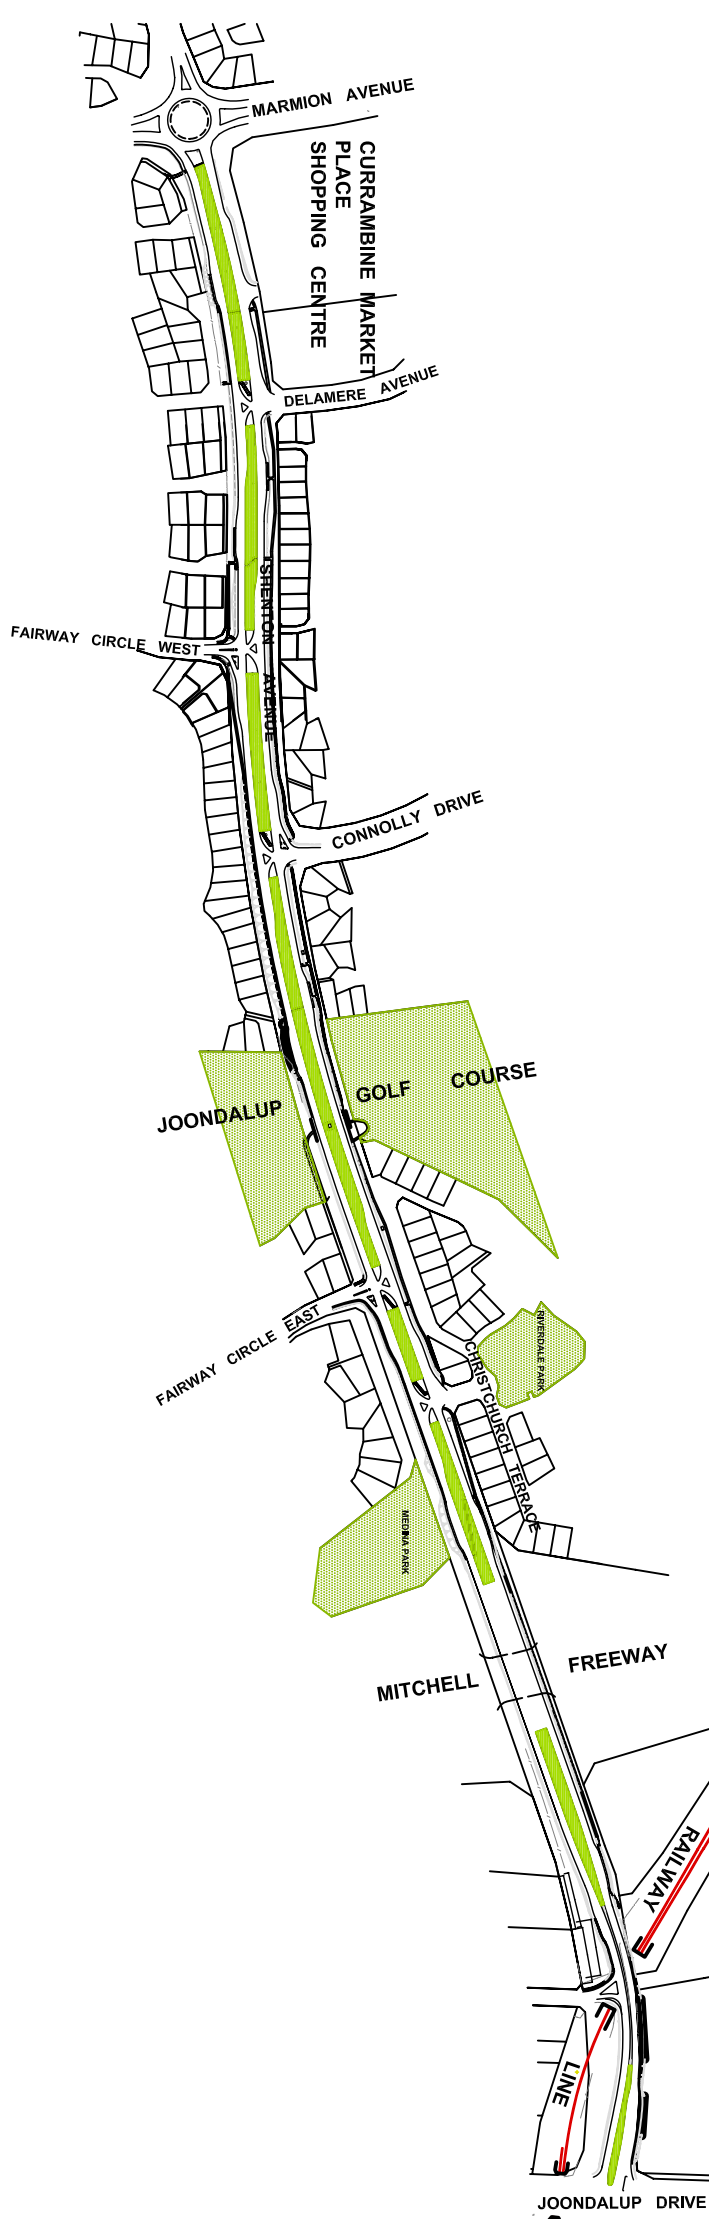 MARMION AVENUE
CURRAMBINE MARKET
PLACE
SHOPPING CENTRE
DELAMERE AVENUE
SHENTON AVENUE
FAIRWAY CIRCLE WEST
CONNOLLY DRIVE
JOONDALUP GOLF COURSE
FAIRWAY CIRCLE EAST
RIVERDALE PARK
CHRISTCHURCH TERRACE
MEDINA PARK
MITCHELL FREEWAY
RAILWAY
LINE
JOONDALUP DRIVE